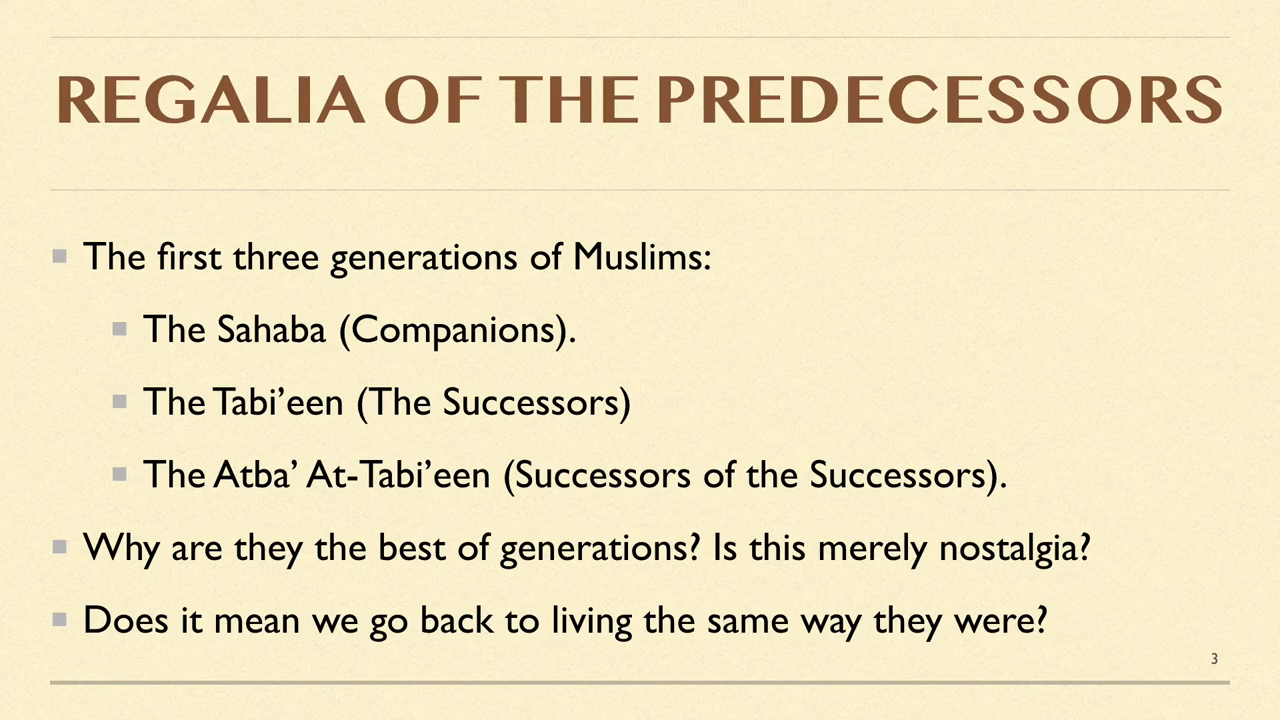 REGALIA OF THE PREDECESSORS
The first three generations of Muslims:
The Sahaba (Companions).
The Tabi’een (The Successors)
The Atba’ At-Tabi’een (Successors of the Successors).
Why are they the best of generations? Is this merely nostalgia?
Does it mean we go back to living the same way they were?
3